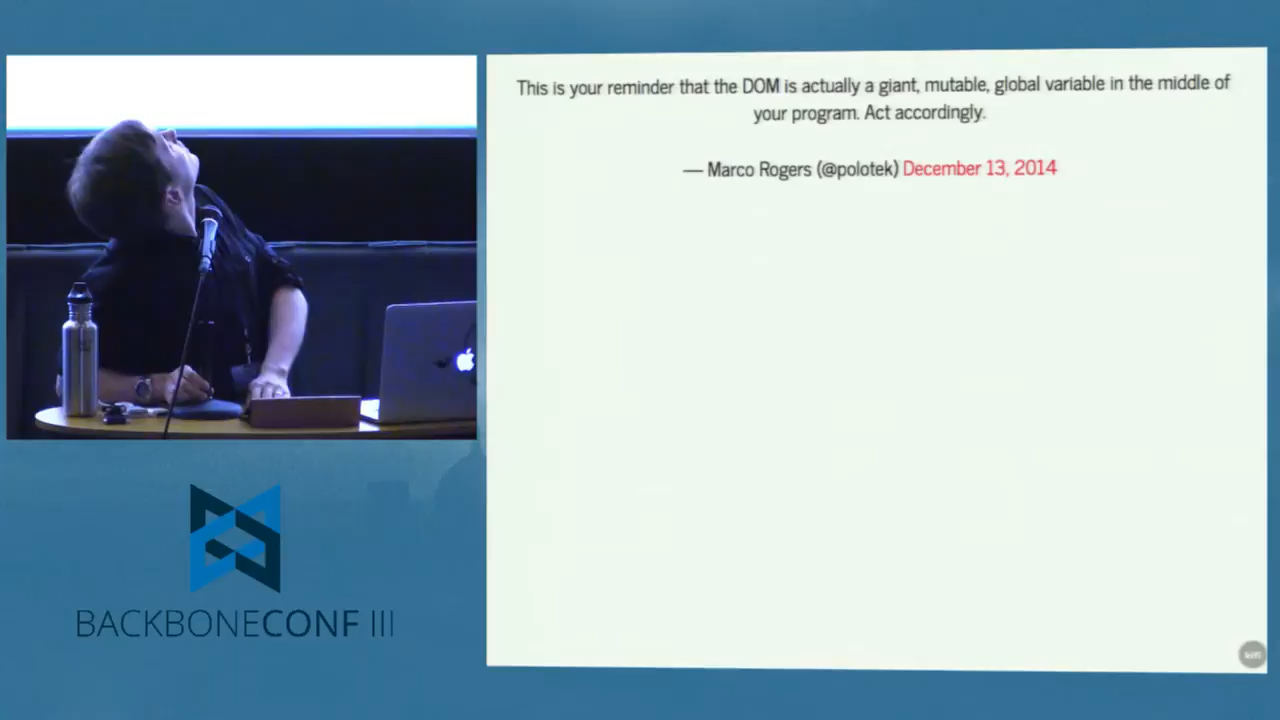 This is your reminder that the DOM is actually a giant, mutable, global variable in the middle of
your program. Act accordingly.
— Marco Rogers (@polotek) December 13, 2014
BACKBONECONF III